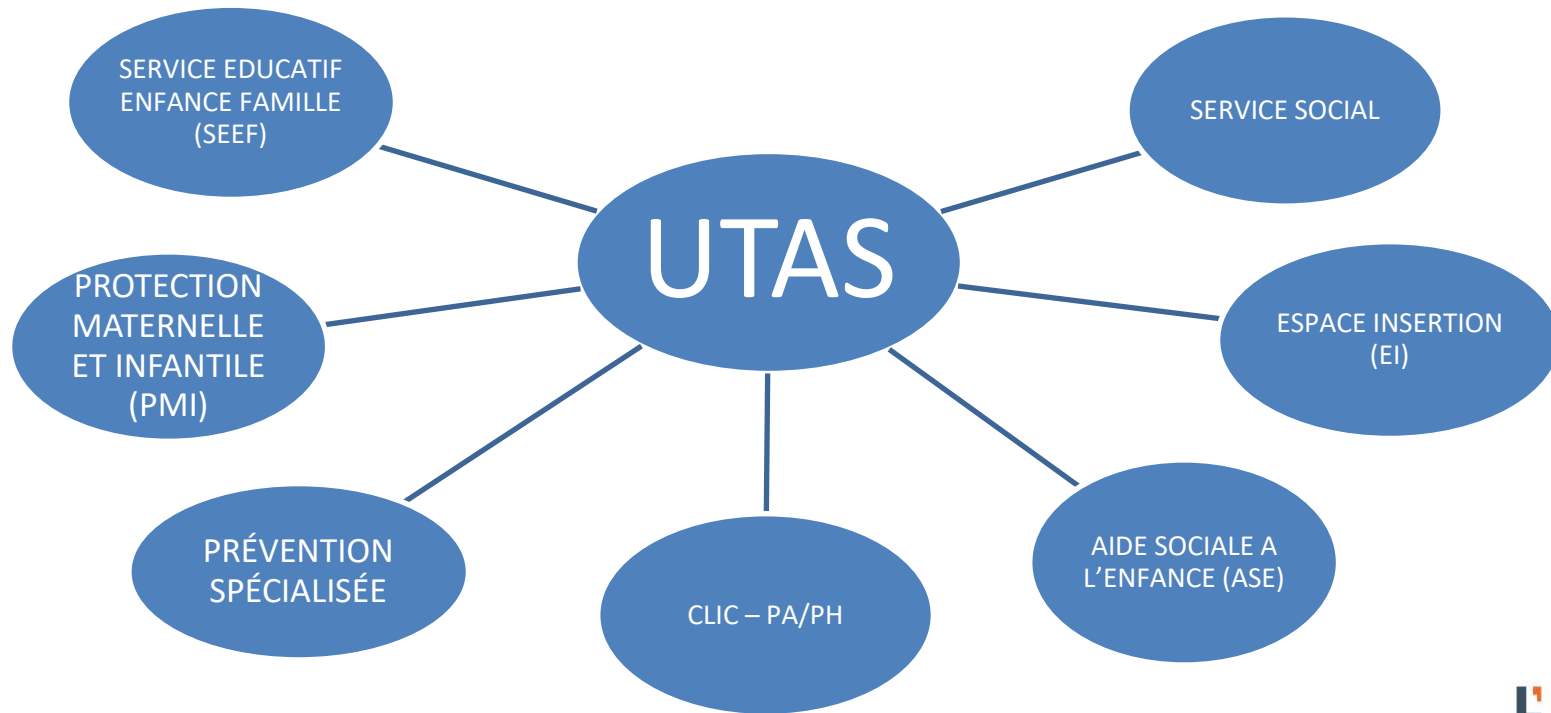 SERVICE EDUCATIF
ENFANCE FAMILLE
(SEEF)
SERVICE SOCIAL
UTAS
PROTECTION
MATERNELLE
ET INFANTILE
(PMI)
ESPACE INSERTION
(EI)
PRÉVENTION
SPÉCIALISÉE
CLIC – PA/PH
AIDE SOCIALE A
L’ENFANCE (ASE)